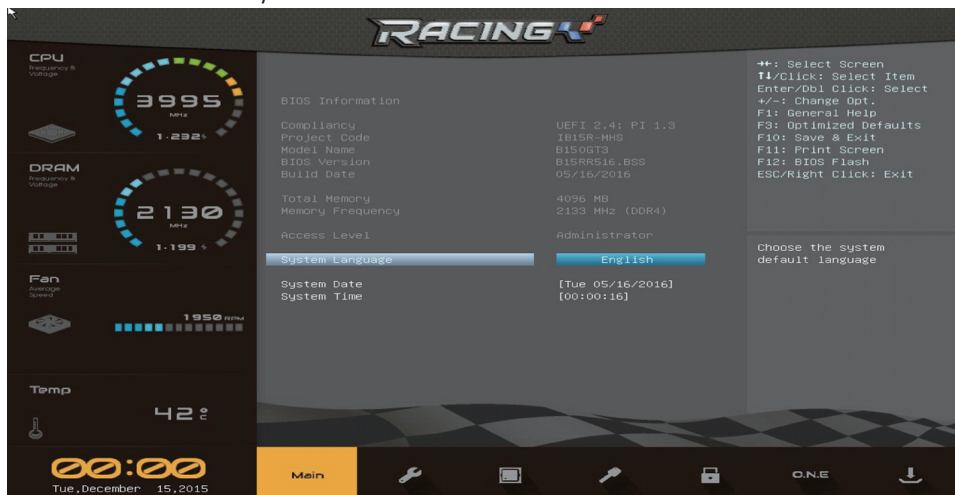 RACING
CPU
Frequency &
Voltage
3995
MHz
1.232
DRAM
Frequency &
Voltage
2130
MHz
1.199
Fan
Average
Speed
1950 RPM
Temp
42 °C
00:00
Tue,December 15,2015
BIOS Information
Compliancy UEFI 2.4; PI 1.3
Project Code IB15R-MHS
Model Name B150GT3
BIOS Version B15RR516.BSS
Build Date 05/16/2016
Total Memory 4096 MB
Memory Frequency 2133 MHz (DDR4)
Access Level Administrator
System Language English
System Date [Tue 05/16/2016]
System Time [00:00:16]
→←: Select Screen
↑↓/Click: Select Item
Enter/Dbl Click: Select
+/-: Change Opt.
F1: General Help
F3: Optimized Defaults
F10: Save & Exit
F11: Print Screen
F12: BIOS Flash
ESC/Right Click: Exit
Choose the system
default language
Main
O.N.E